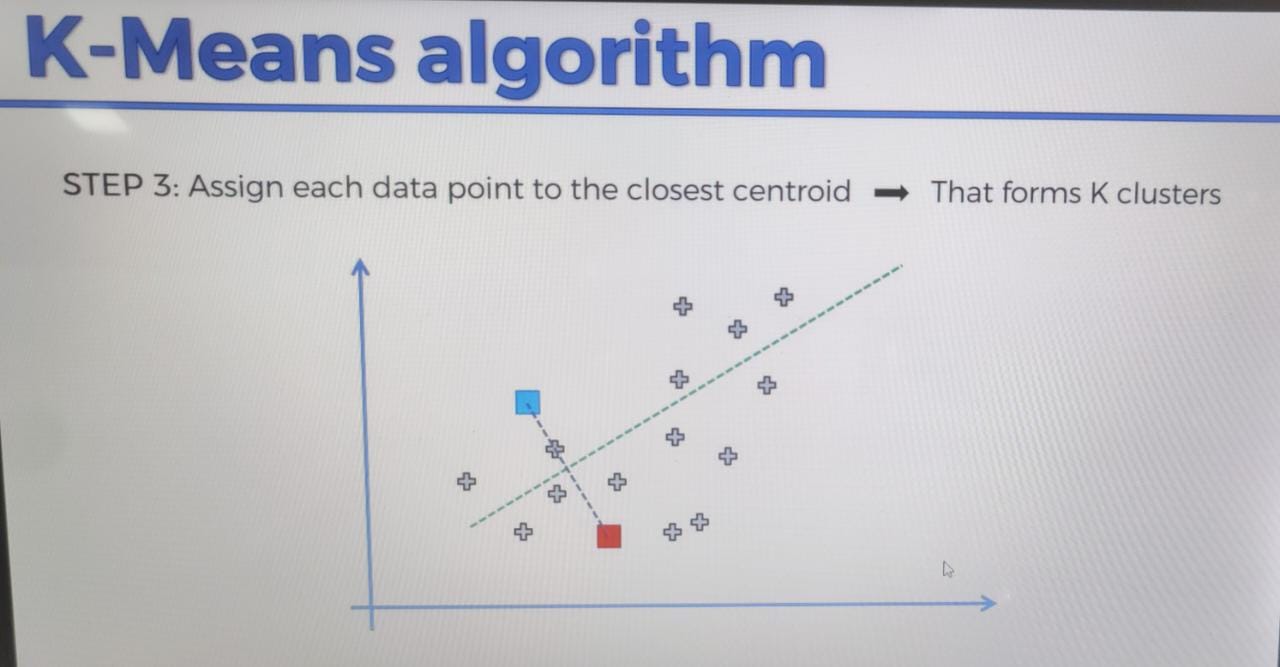 K-Means algorithm
STEP 3: Assign each data point to the closest centroid ➡ That forms K clusters